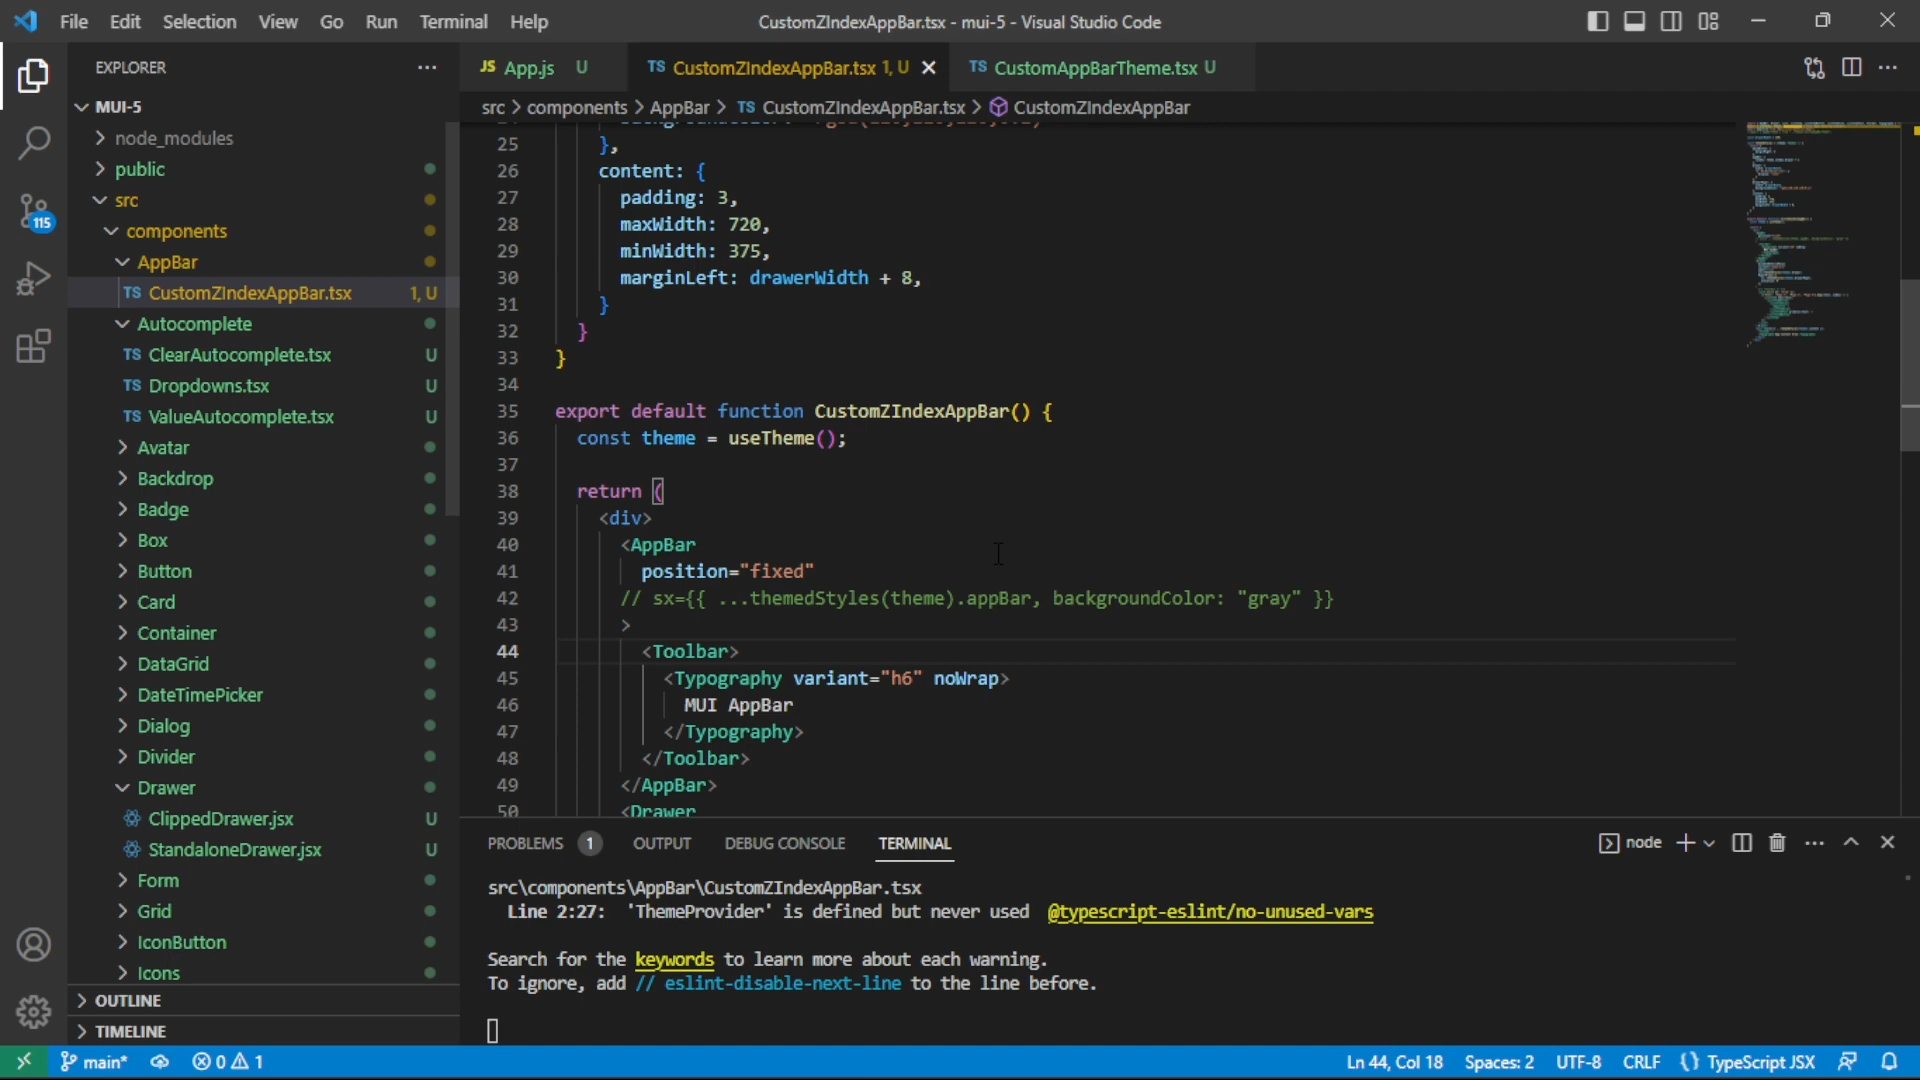 File Edit Selection View Go Run Terminal Help
CustomZIndexAppBar.tsx - mui-5 - Visual Studio Code
EXPLORER
MUI-5
node_modules
public
src
components
AppBar
TS CustomZIndexAppBar.tsx 1, U
Autocomplete
TS ClearAutocomplete.tsx U
TS Dropdowns.tsx U
TS ValueAutocomplete.tsx U
Avatar
Backdrop
Badge
Box
Button
Card
Container
DataGrid
DateTimePicker
Dialog
Divider
Drawer
ClippedDrawer.jsx U
StandaloneDrawer.jsx U
Form
Grid
IconButton
Icons
OUTLINE
TIMELINE
115
JS App.js U
TS CustomZIndexAppBar.tsx 1, U
TS CustomAppBarTheme.tsx U
src > components > AppBar > TS CustomZIndexAppBar.tsx > CustomZIndexAppBar
25 },
26 content: {
27 padding: 3,
28 maxWidth: 720,
29 minWidth: 375,
30 marginLeft: drawerWidth + 8,
31 }
32 }
33 }
34
35 export default function CustomZIndexAppBar() {
36 const theme = useTheme();
37
38 return (
39 <div>
40 <AppBar
41 position="fixed"
42 // sx={{ ...themedStyles(theme).appBar, backgroundColor: "gray" }}
43 >
44 <Toolbar>
45 <Typography variant="h6" noWrap>
46 MUI AppBar
47 </Typography>
48 </Toolbar>
49 </AppBar>
50 <Drawer
PROBLEMS 1 OUTPUT DEBUG CONSOLE TERMINAL
node
src\components\AppBar\CustomZIndexAppBar.tsx
Line 2:27: 'ThemeProvider' is defined but never used @typescript-eslint/no-unused-vars
Search for the keywords to learn more about each warning.
To ignore, add // eslint-disable-next-line to the line before.
main* 0 1
Ln 44, Col 18 Spaces: 2 UTF-8 CRLF {} TypeScript JSX